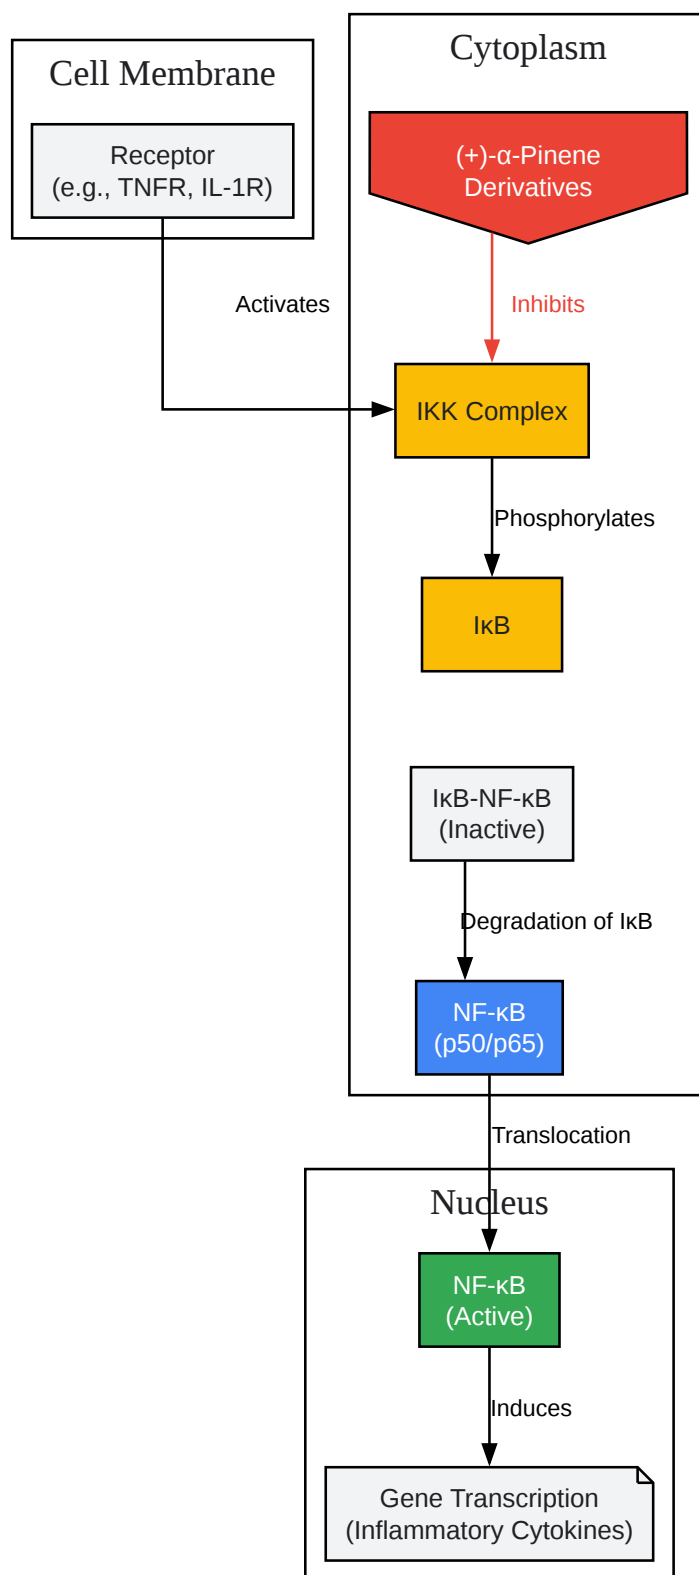 Cell Membrane
Receptor
(e.g., TNFR, IL-1R)
Cytoplasm
(+)-α-Pinene
Derivatives
Activates
Inhibits
IKK Complex
Phosphorylates
IκB
IκB-NF-κB
(Inactive)
Degradation of IκB
NF-κB
(p50/p65)
Translocation
Nucleus
NF-κB
(Active)
Induces
Gene Transcription
(Inflammatory Cytokines)